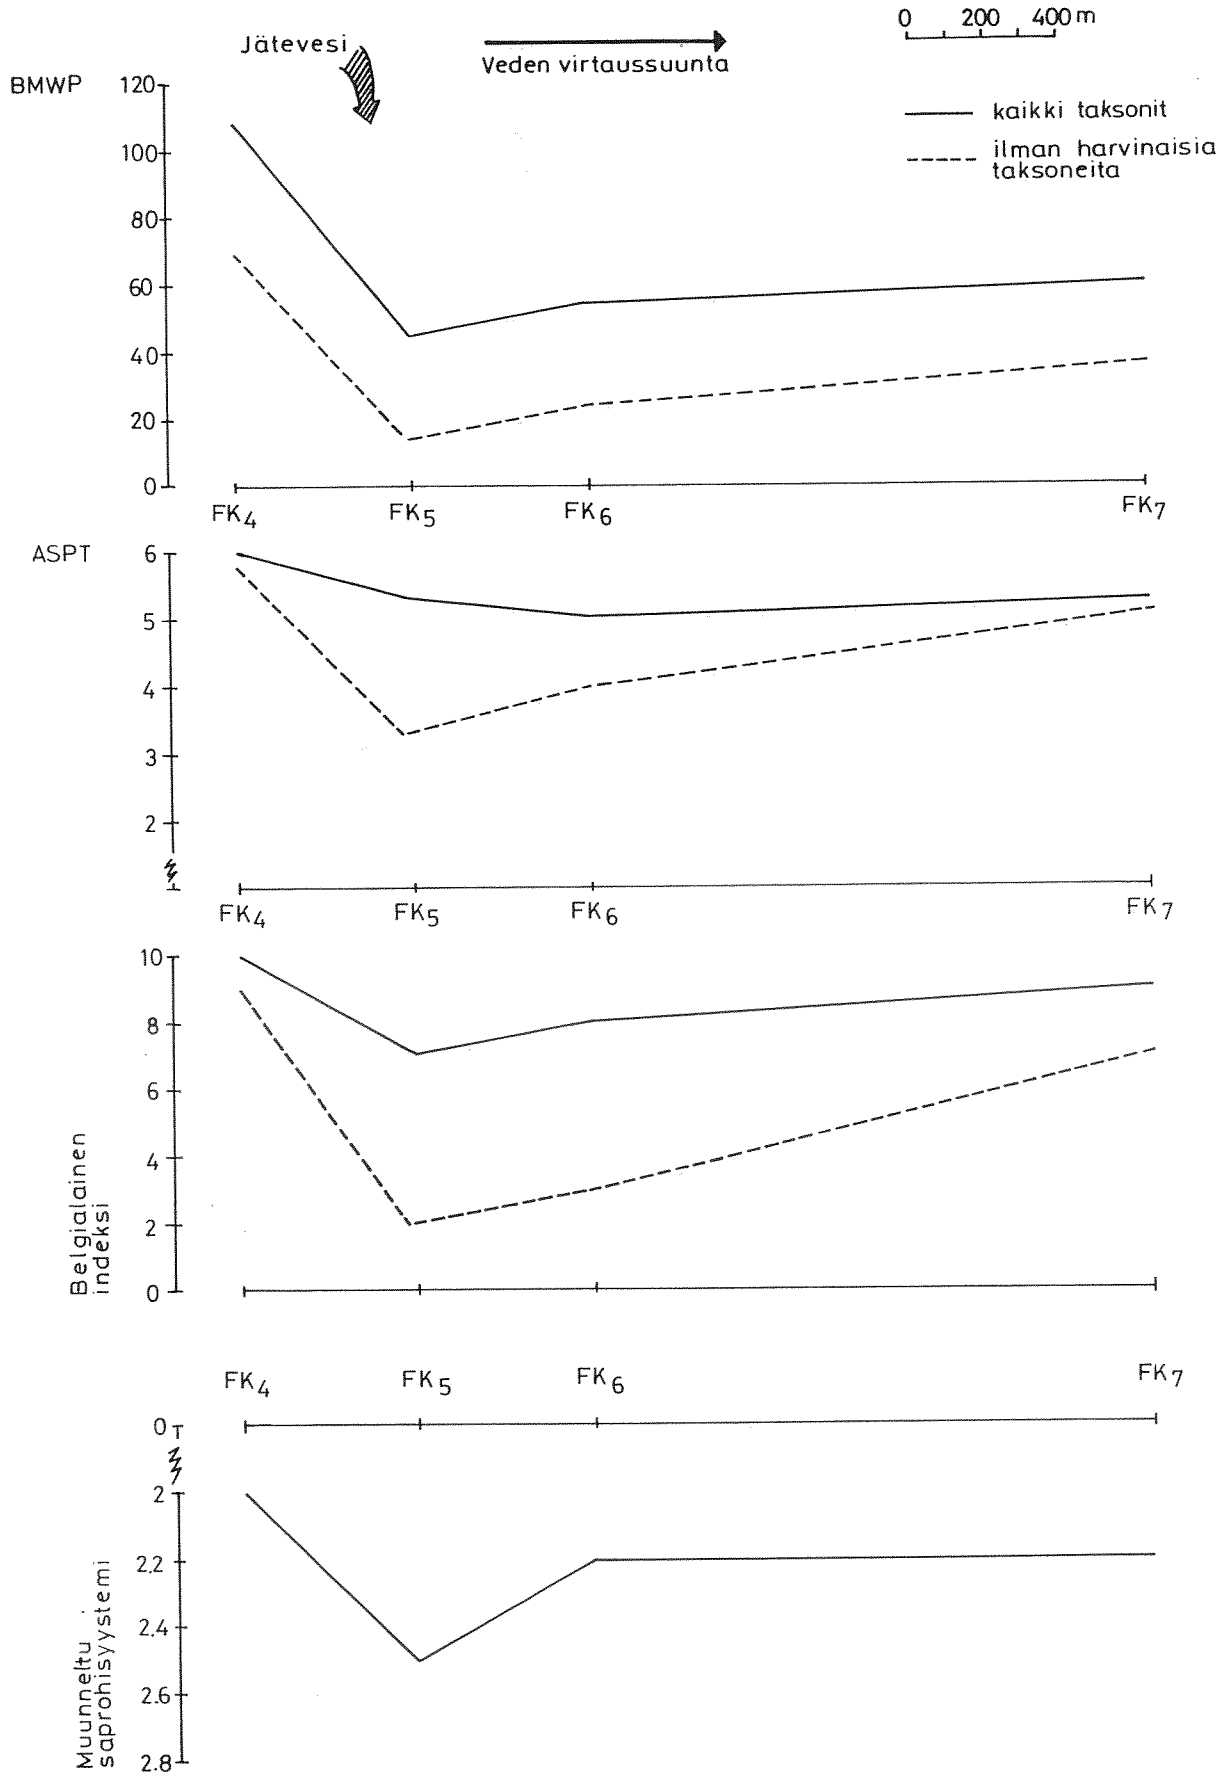 0 200 400 m
Jätevesi
Veden virtaussuunta
kaikki taksonit
ilman harvinaisia
taksoneita
BMWP
120
100
80
60
40
20
0
FK4 FK5 FK6 FK7
ASPT
6
5
4
3
2
FK4 FK5 FK6 FK7
Belgialainen
indeksi
10
8
6
4
2
0
FK4 FK5 FK6 FK7
Muunneltu
saprohisyystemi
0
2
2,2
2.4
2.6
2.8